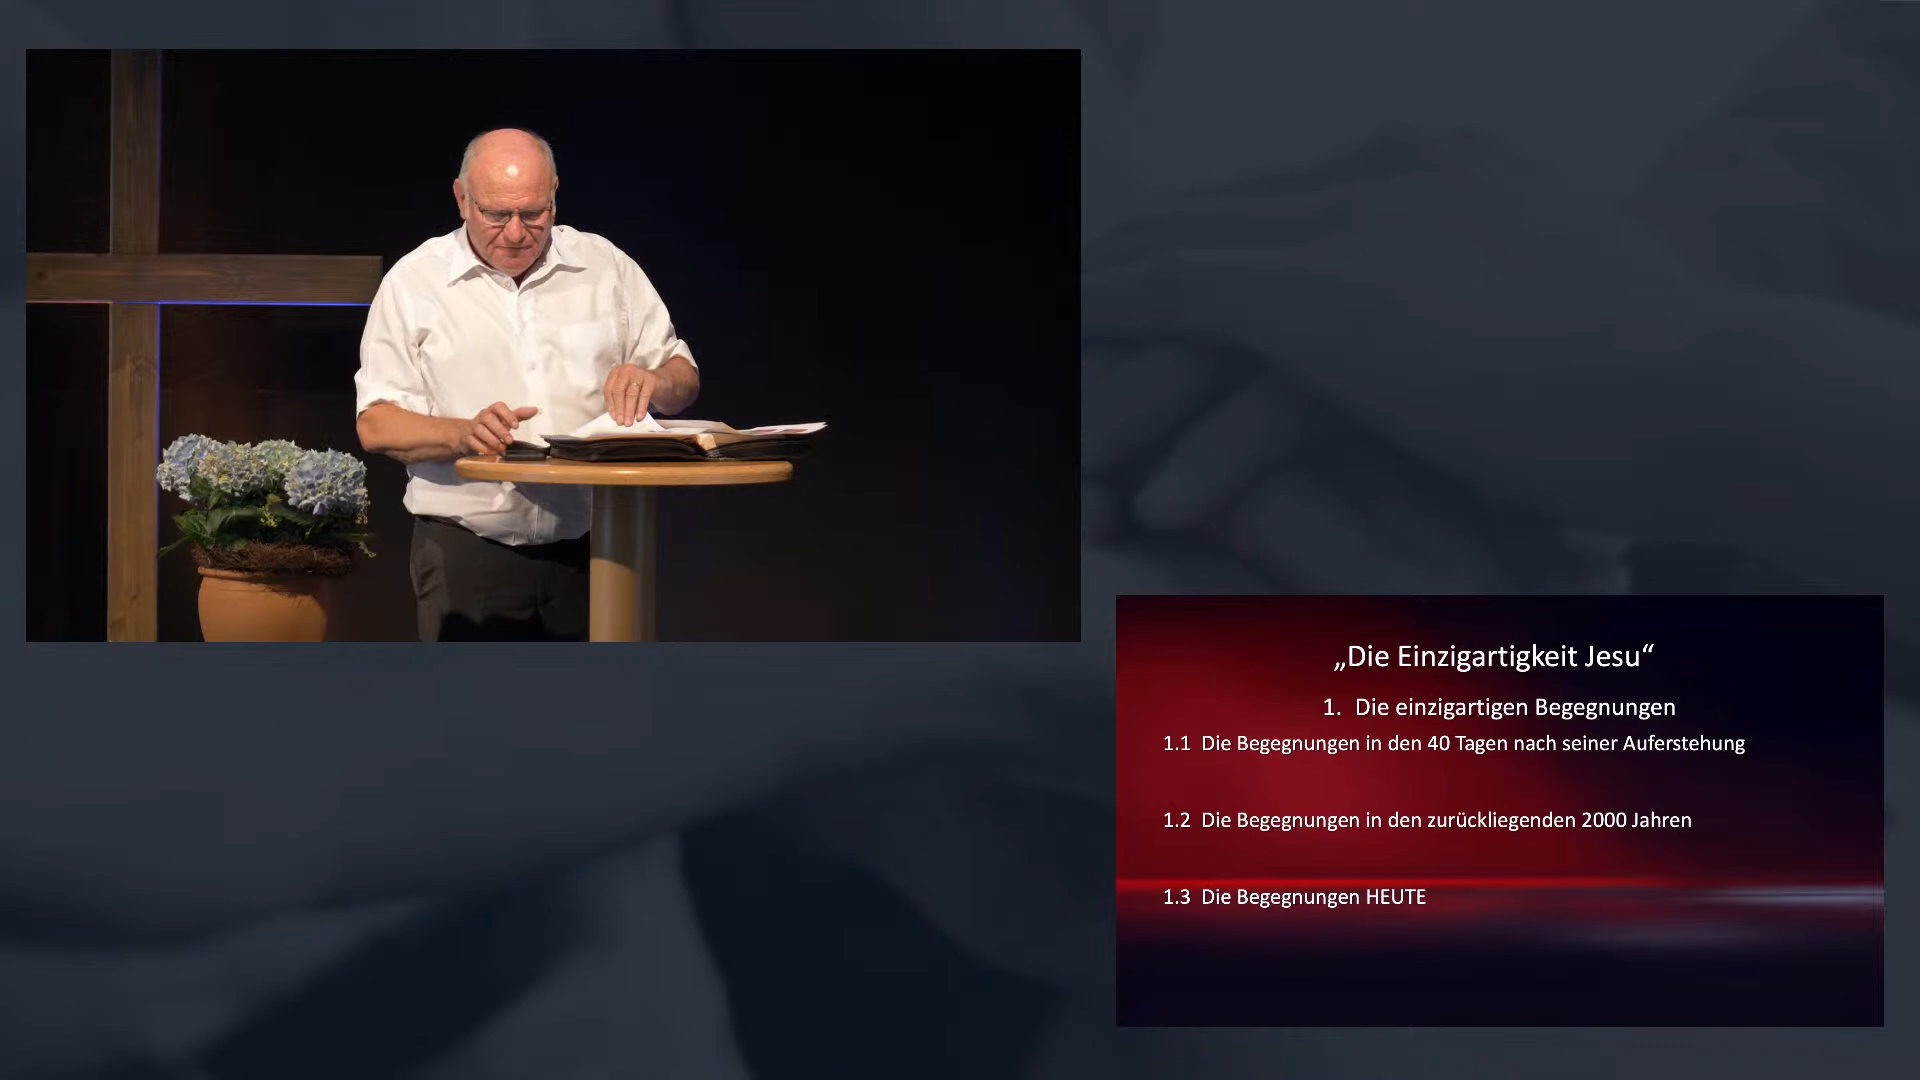 „Die Einzigartigkeit Jesu“
1. Die einzigartigen Begegnungen
1.1 Die Begegnungen in den 40 Tagen nach seiner Auferstehung
1.2 Die Begegnungen in den zurückliegenden 2000 Jahren
1.3 Die Begegnungen HEUTE